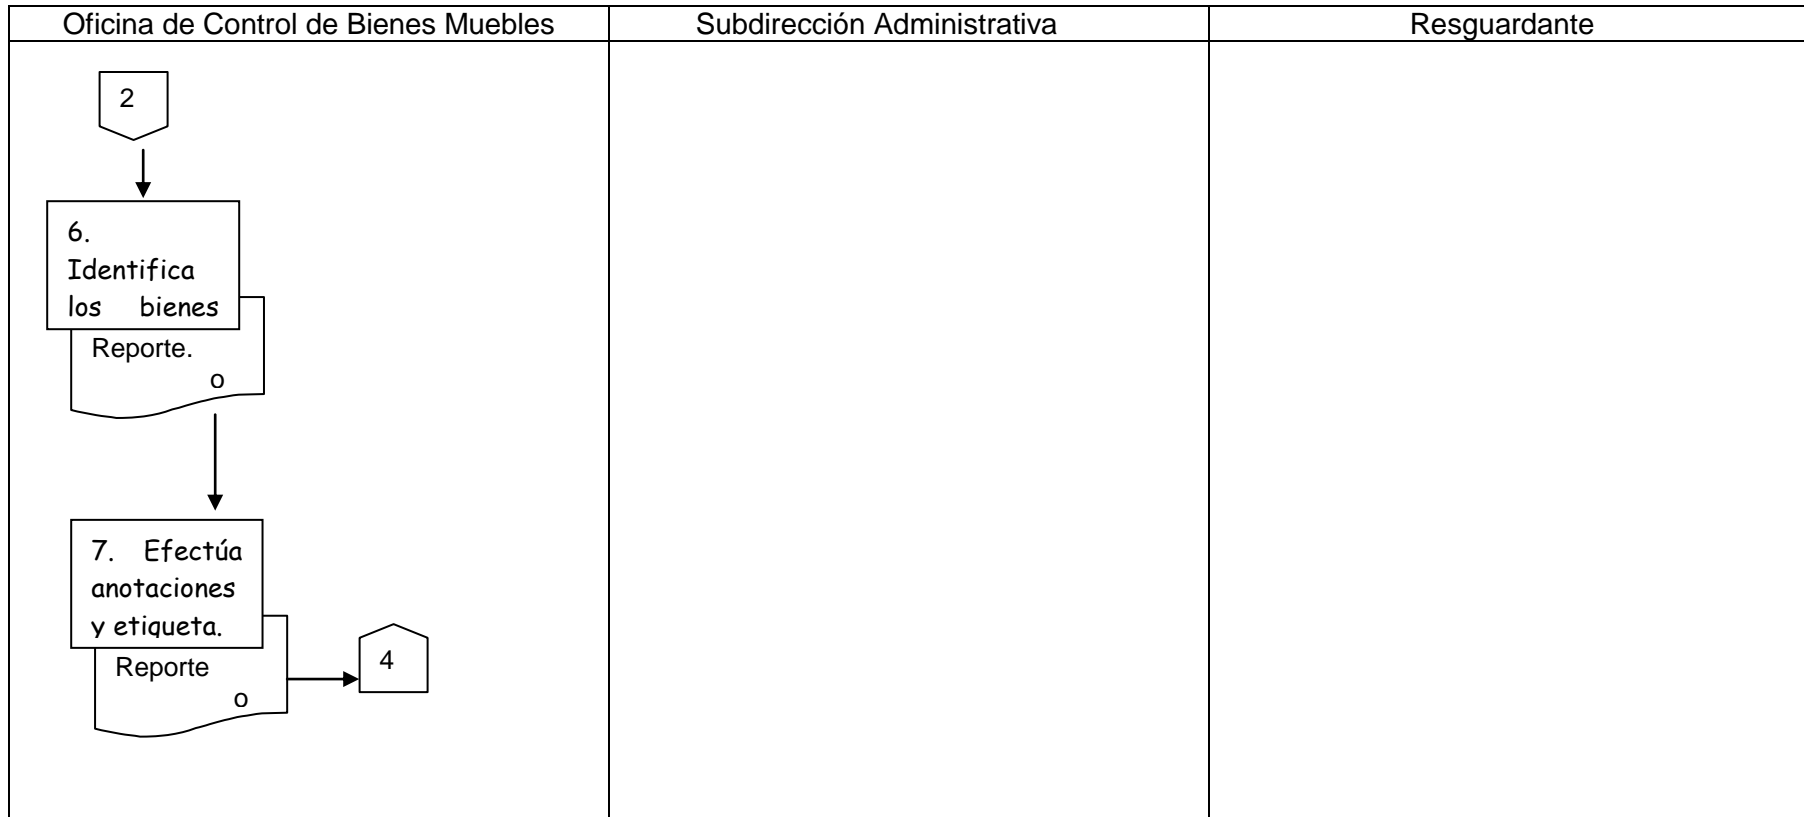 Oficina de Control de Bienes Muebles
Subdirección Administrativa
Resguardante
2
6.
Identifica
los bienes
Reporte.
o
7. Efectúa
anotaciones
y etiqueta.
Reporte
o
4